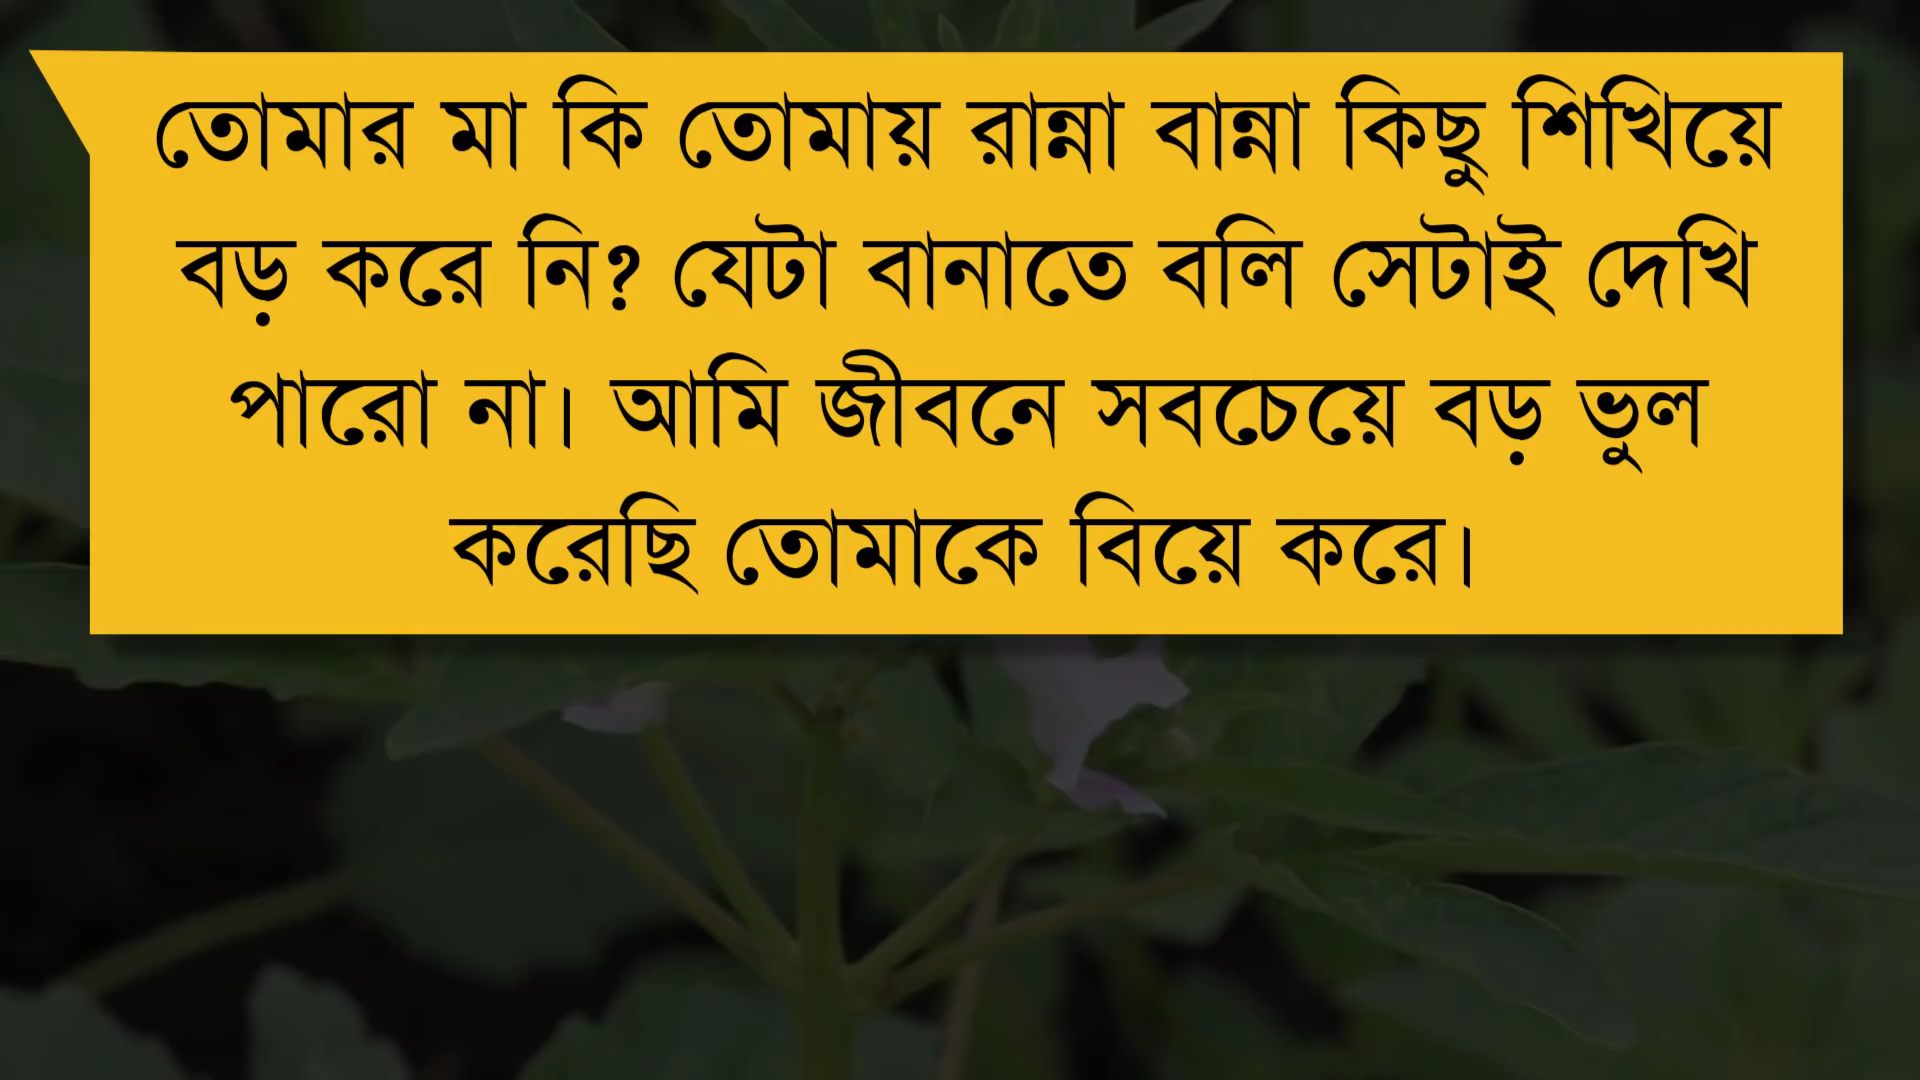 তোমার মা কি তোমায় রান্না বান্না কিছু শিখিয়ে
বড় করে নি? যেটা বানাতে বলি সেটাই দেখি
পারো না। আমি জীবনে সবচেয়ে বড় ভুল
করেছি তোমাকে বিয়ে করে।